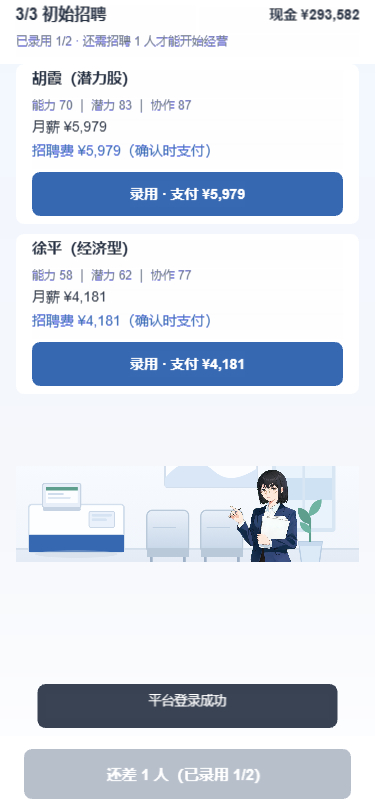 3/3 初始招聘
现金 ¥293,582
已录用 1/2 · 还需招聘 1 人才能开始经营
胡霞（潜力股）
能力 70 | 潜力 83 | 协作 87
月薪 ¥5,979
招聘费 ¥5,979（确认时支付）
录用 · 支付 ¥5,979
徐平（经济型）
能力 58 | 潜力 62 | 协作 77
月薪 ¥4,181
招聘费 ¥4,181（确认时支付）
录用 · 支付 ¥4,181
平台登录成功
还差 1 人（已录用 1/2）